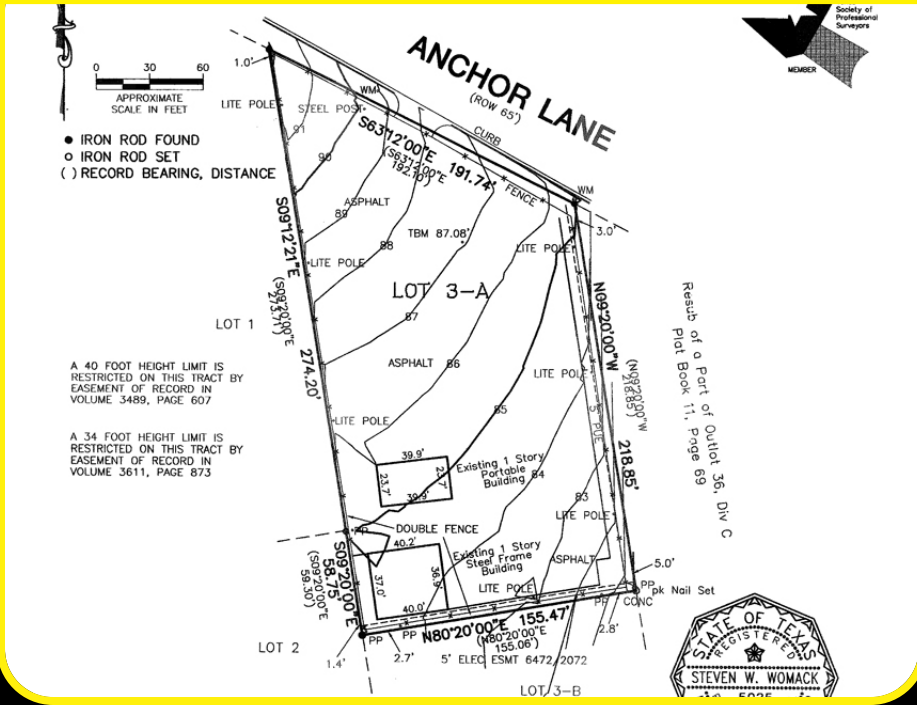 Society of
Professional
Surveyors
MEMBER
0 30 60
APPROXIMATE
SCALE IN FEET
● IRON ROD FOUND
○ IRON ROD SET
( ) RECORD BEARING, DISTANCE
ANCHOR LANE
(ROW 65')
CURB
1.0'
LITE POLE
STEEL POST
WM
S63°12'00"E 191.74'
(S63°12'00"E
192.10')
FENCE
WM
3.0'
91
90
89
88
87
86
85
84
83
ASPHALT
TBM 87.08'
LITE POLE
LITE POLE
LOT 3-A
S09°12'21"E
(S09°20'00"E
273.71')
274.20'
LOT 1
N09°20'00"W
(N09°20'00"W
218.85')
218.85'
5' PUE
Resub of a Part of Outlot 36, Div C
Plat Book 11, Page 69
A 40 FOOT HEIGHT LIMIT IS
RESTRICTED ON THIS TRACT BY
EASEMENT OF RECORD IN
VOLUME 3489, PAGE 607
A 34 FOOT HEIGHT LIMIT IS
RESTRICTED ON THIS TRACT BY
EASEMENT OF RECORD IN
VOLUME 3611, PAGE 873
ASPHALT
LITE POLE
LITE POLE
39.9'
23.7'
23.7'
39.9'
Existing 1 Story
Portable
Building
LITE POLE
DOUBLE FENCE
PP
40.2'
37.0'
36.9'
40.0'
Existing 1 Story
Steel Frame
Building
ASPHALT
LITE POLE
S09°20'00"E
58.75'
(S09°20'00"E
59.30')
5.0'
PP
pk Nail Set
CONC
PP
2.8'
PP
PP
N80°20'00"E 155.47'
(N80°20'00"E
155.06')
LOT 2
1.4'
2.7'
5' ELEC ESMT 6472/2072
LOT 3-B
STATE OF TEXAS
REGISTERED
STEVEN W. WOMACK